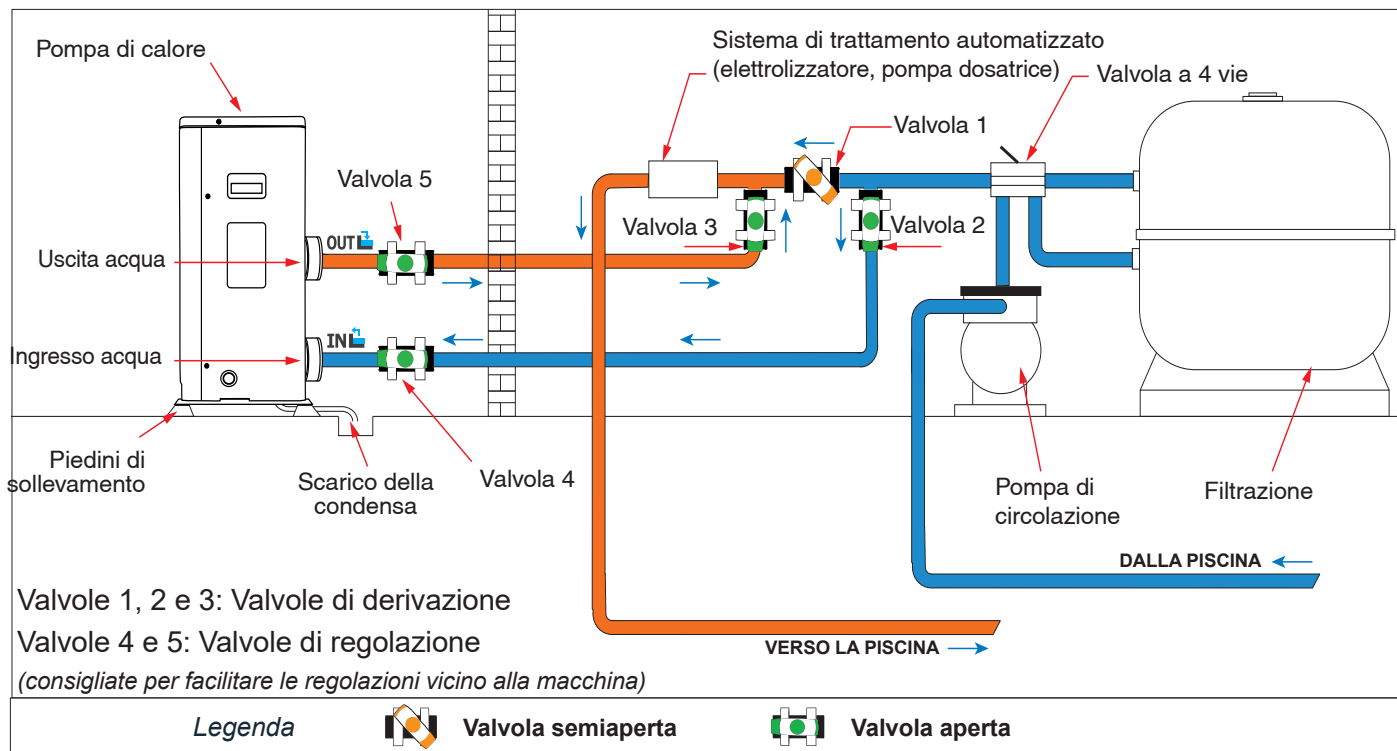 Pompa di calore
Sistema di trattamento automatizzato
(elettrolizzatore, pompa dosatrice)
Valvola a 4 vie
Valvola 1
Valvola 5
Valvola 3
Valvola 2
OUT
Uscita acqua
IN
Ingresso acqua
Piedini di
sollevamento
Scarico della
condensa
Valvola 4
Pompa di
circolazione
Filtrazione
DALLA PISCINA
VERSO LA PISCINA
Valvole 1, 2 e 3: Valvole di derivazione
Valvole 4 e 5: Valvole di regolazione
(consigliate per facilitare le regolazioni vicino alla macchina)
Legenda
Valvola semiaperta
Valvola aperta